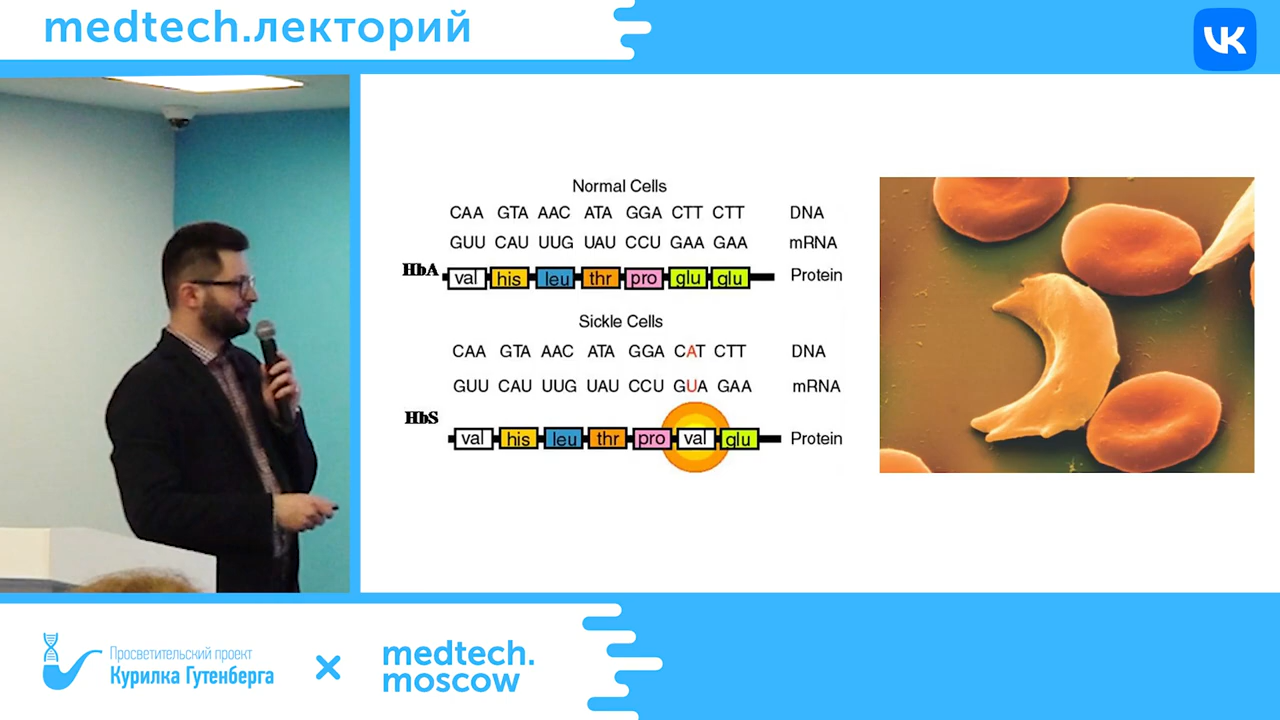 medtech.лекторий
VK
Normal Cells
CAA GTA AAC ATA GGA CTT CTT DNA
GUU CAU UUG UAU CCU GAA GAA mRNA
HbA val his leu thr pro glu glu Protein
Sickle Cells
CAA GTA AAC ATA GGA CAT CTT DNA
GUU CAU UUG UAU CCU GUA GAA mRNA
HbS val his leu thr pro val glu Protein
Просветительский проект
Курилка Гутенберга
medtech.
moscow